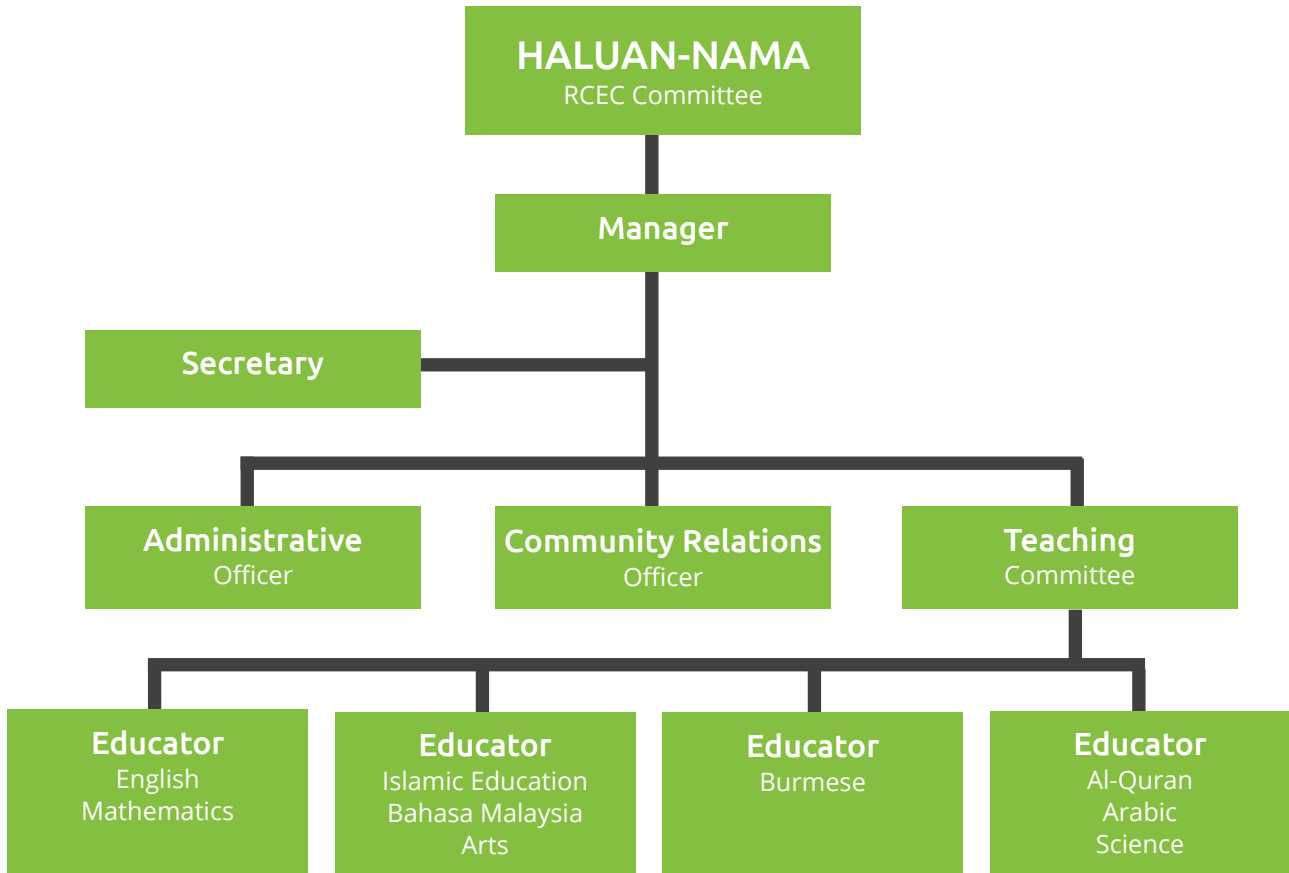 HALUAN-NAMA
RCEC Committee
Manager
Secretary
Administrative
Officer
Community Relations
Officer
Teaching
Committee
Educator
English
Mathematics
Educator
Islamic Education
Bahasa Malaysia
Arts
Educator
Burmese
Educator
Al-Quran
Arabic
Science